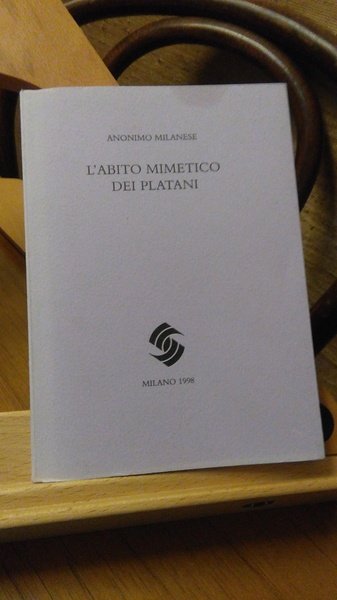 ANONIMO MILANESE
L'ABITO MIMETICO
DEI PLATANI
MILANO 1998